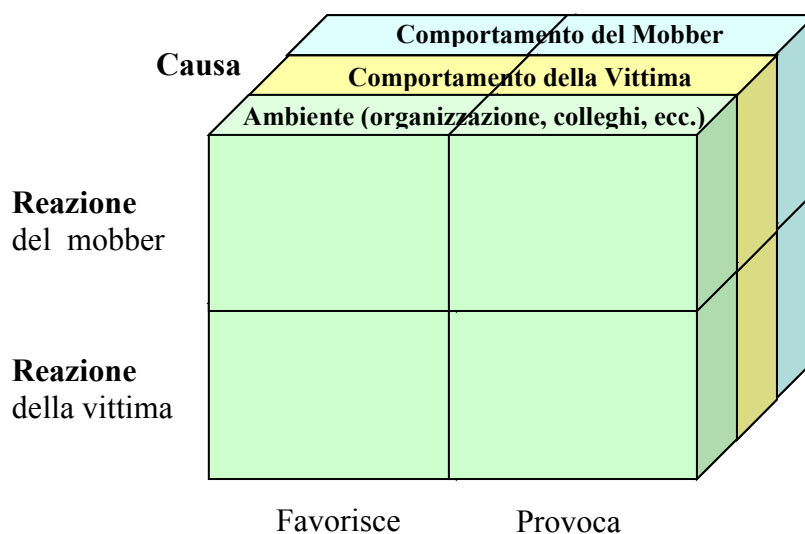 Comportamento del Mobber
Causa
Comportamento della Vittima
Ambiente (organizzazione, colleghi, ecc.)
Reazione
del mobber
Reazione
della vittima
Favorisce Provoca